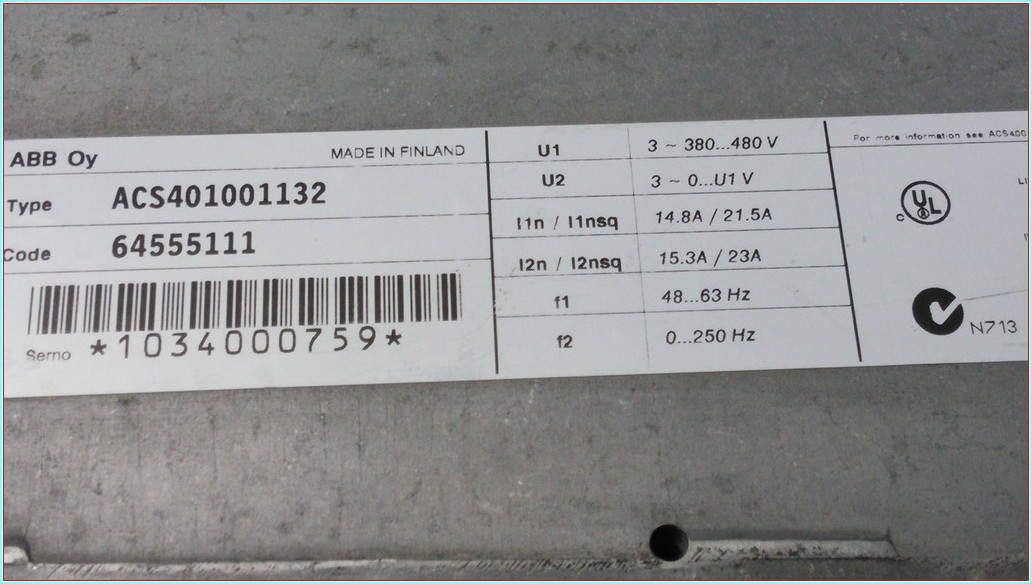 ABB Oy MADE IN FINLAND
Type ACS401001132
Code 64555111
Serno *1034000759*
U1 3 ~ 380...480 V
U2 3 ~ 0...U1 V
I1n / I1nsq 14.8A / 21.5A
I2n / I2nsq 15.3A / 23A
f1 48...63 Hz
f2 0...250 Hz
For more information see ACS400
C UL
N713